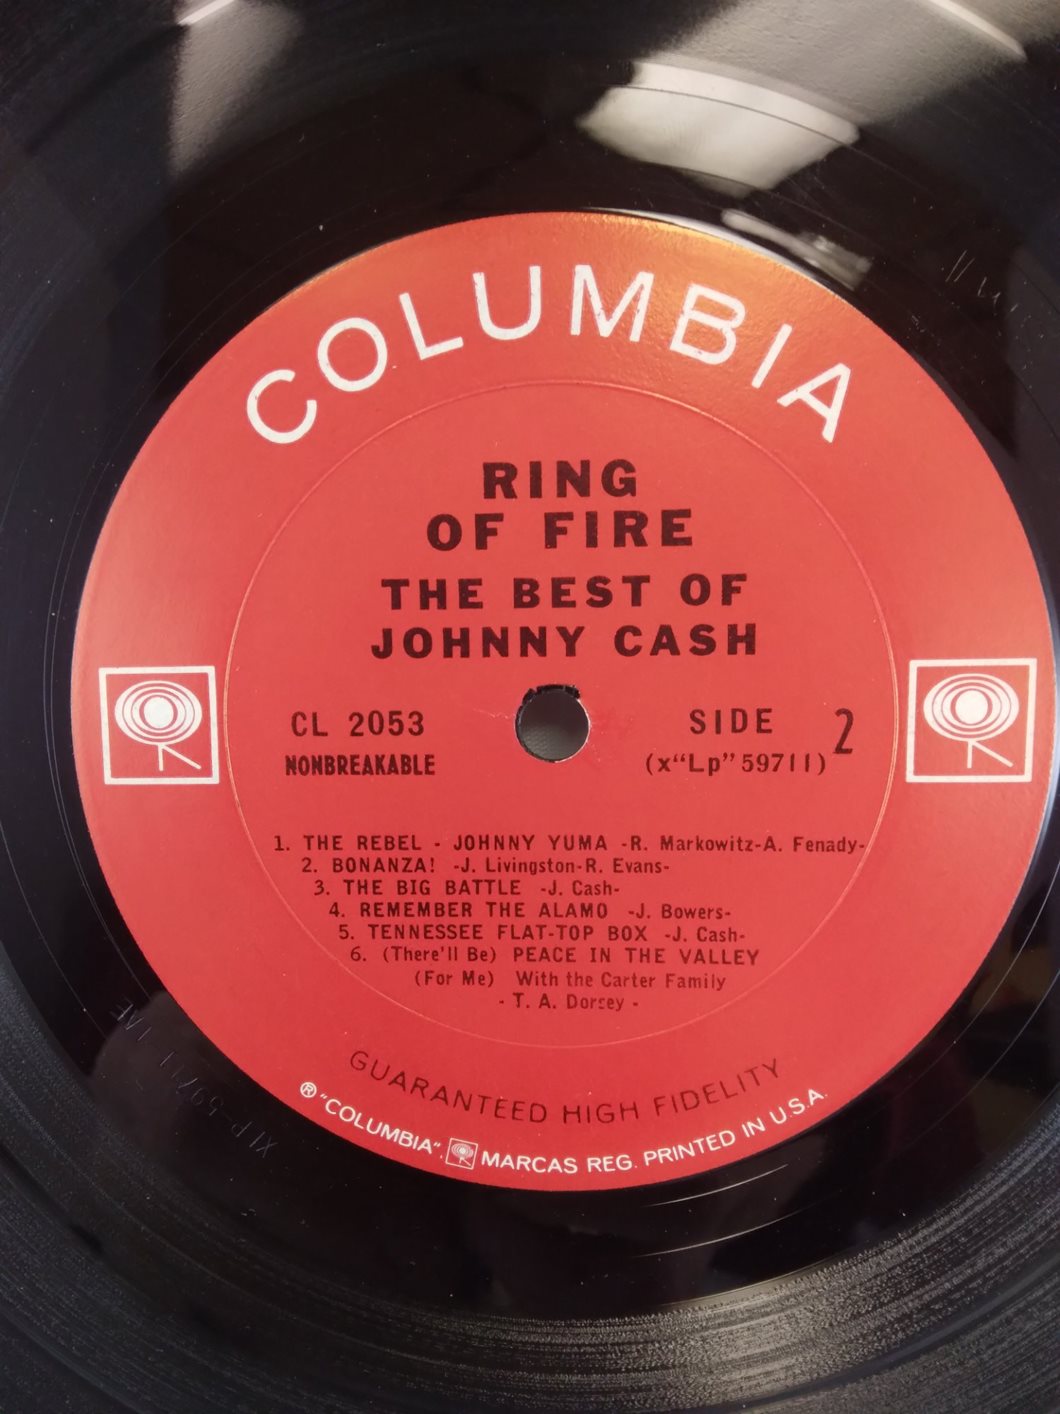 COLUMBIA
RING
OF FIRE
THE BEST OF
JOHNNY CASH
CL 2053
NONBREAKABLE
SIDE 2
(x“Lp” 59711)
1. THE REBEL - JOHNNY YUMA -R. Markowitz-A. Fenady-
2. BONANZA! -J. Livingston-R. Evans-
3. THE BIG BATTLE -J. Cash-
4. REMEMBER THE ALAMO -J. Bowers-
5. TENNESSEE FLAT-TOP BOX -J. Cash-
6. (There'll Be) PEACE IN THE VALLEY
(For Me) With the Carter Family
- T. A. Dorsey -
GUARANTEED HIGH FIDELITY
® “COLUMBIA”, MARCAS REG. PRINTED IN U.S.A.